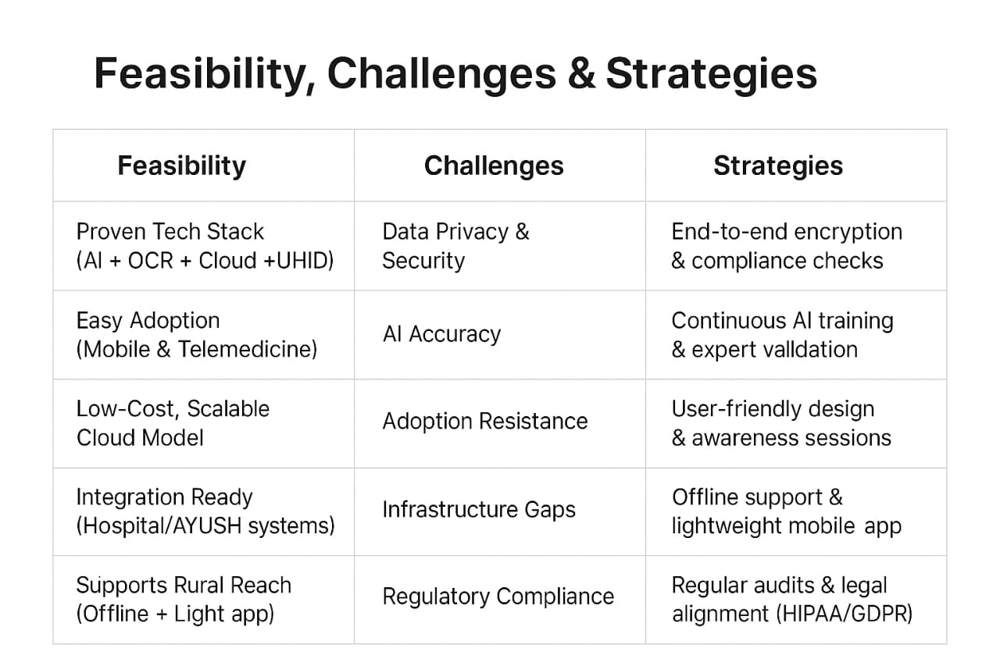 Feasibility, Challenges & Strategies
Feasibility
Challenges
Strategies
Proven Tech Stack
(AI + OCR + Cloud +UHID)
Data Privacy &
Security
End-to-end encryption
& compliance checks
Easy Adoption
(Mobile & Telemedicine)
AI Accuracy
Continuous AI training
& expert valldation
Low-Cost, Scalable
Cloud Model
Adoption Resistance
User-friendly design
& awareness sessions
Integration Ready
(Hospital/AYUSH systems)
Infrastructure Gaps
Offline support &
lightweight mobile app
Supports Rural Reach
(Offline + Light app)
Regulatory Compliance
Regular audits & legal
alignment (HIPAA/GDPR)